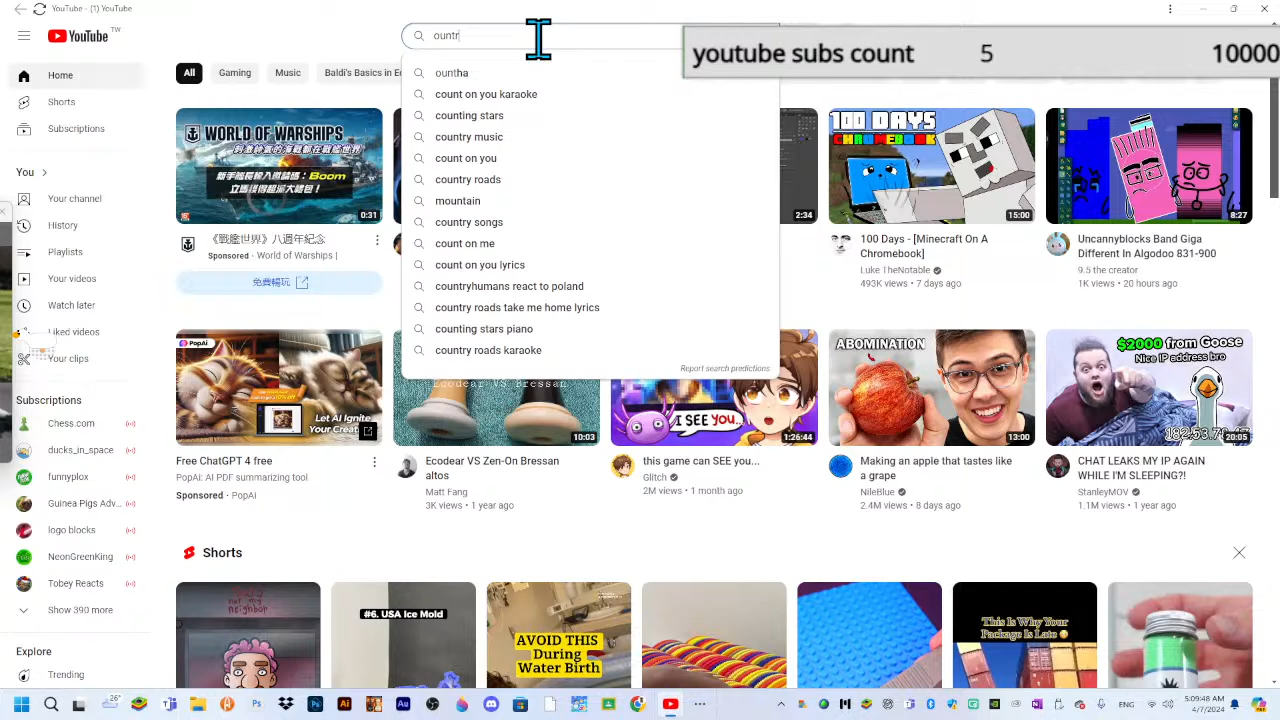 YouTube - (1) YouTube
YouTube TW
ountr
youtube subs count 5 10000
Home
Shorts
Subscriptions
You
Your channel
History
Playlists
Your videos
Watch later
Liked videos
Your clips
Subscriptions
Chess.com
ducks_in_space
funnyplox
Guinea Pigs Adv...
logo blocks
NeonGreenKing
Tobey Reacts
Show 390 more
Explore
Trending
All
Gaming
Music
Baldi's Basics in E
ountha
count on you karaoke
counting stars
country music
count on you
country roads
mountain
country songs
count on me
count on you lyrics
countryhumans react to poland
country roads take me home lyrics
counting stars piano
country roads karaoke
Report search predictions
WORLD OF WARSHIPS
0:31
《戰艦世界》八週年紀念
Sponsored · World of Warships |
免費暢玩
2:34
100 DAYS
CHROMEBOOK
15:00
100 Days - [Minecraft On A
Chromebook]
Luke TheNotable
493K views • 7 days ago
8:27
Uncannyblocks Band Giga
Different In Algodoo 831-900
9.5 the creator
1K views • 20 hours ago
PopAi
Let AI Ignite
Your Crea
Free ChatGPT 4 free
PopAi: AI PDF summarizing tool
Sponsored · PopAi
Ecodear VS Bressan
10:03
Ecodear VS Zen-On Bressan
altos
Matt Fang
3K views • 1 year ago
I SEE YOU...
1:26:44
this game can SEE you...
Glitch
2M views • 1 month ago
ABOMINATION
13:00
Making an apple that tastes like
a grape
NileBlue
2.4M views • 8 days ago
$2000 from Goose
Nice IP address bro
20:05
CHAT LEAKS MY IP AGAIN
WHILE I'M SLEEPING?!
StanleyMOV
1.1M views • 1 year ago
Shorts
not my
neighbor
#6. USA Ice Mold
AVOID THIS
During
Water Birth
This Is Why Your
Package Is Late
26°
ENG
5:09:48 AM
4/7/2024